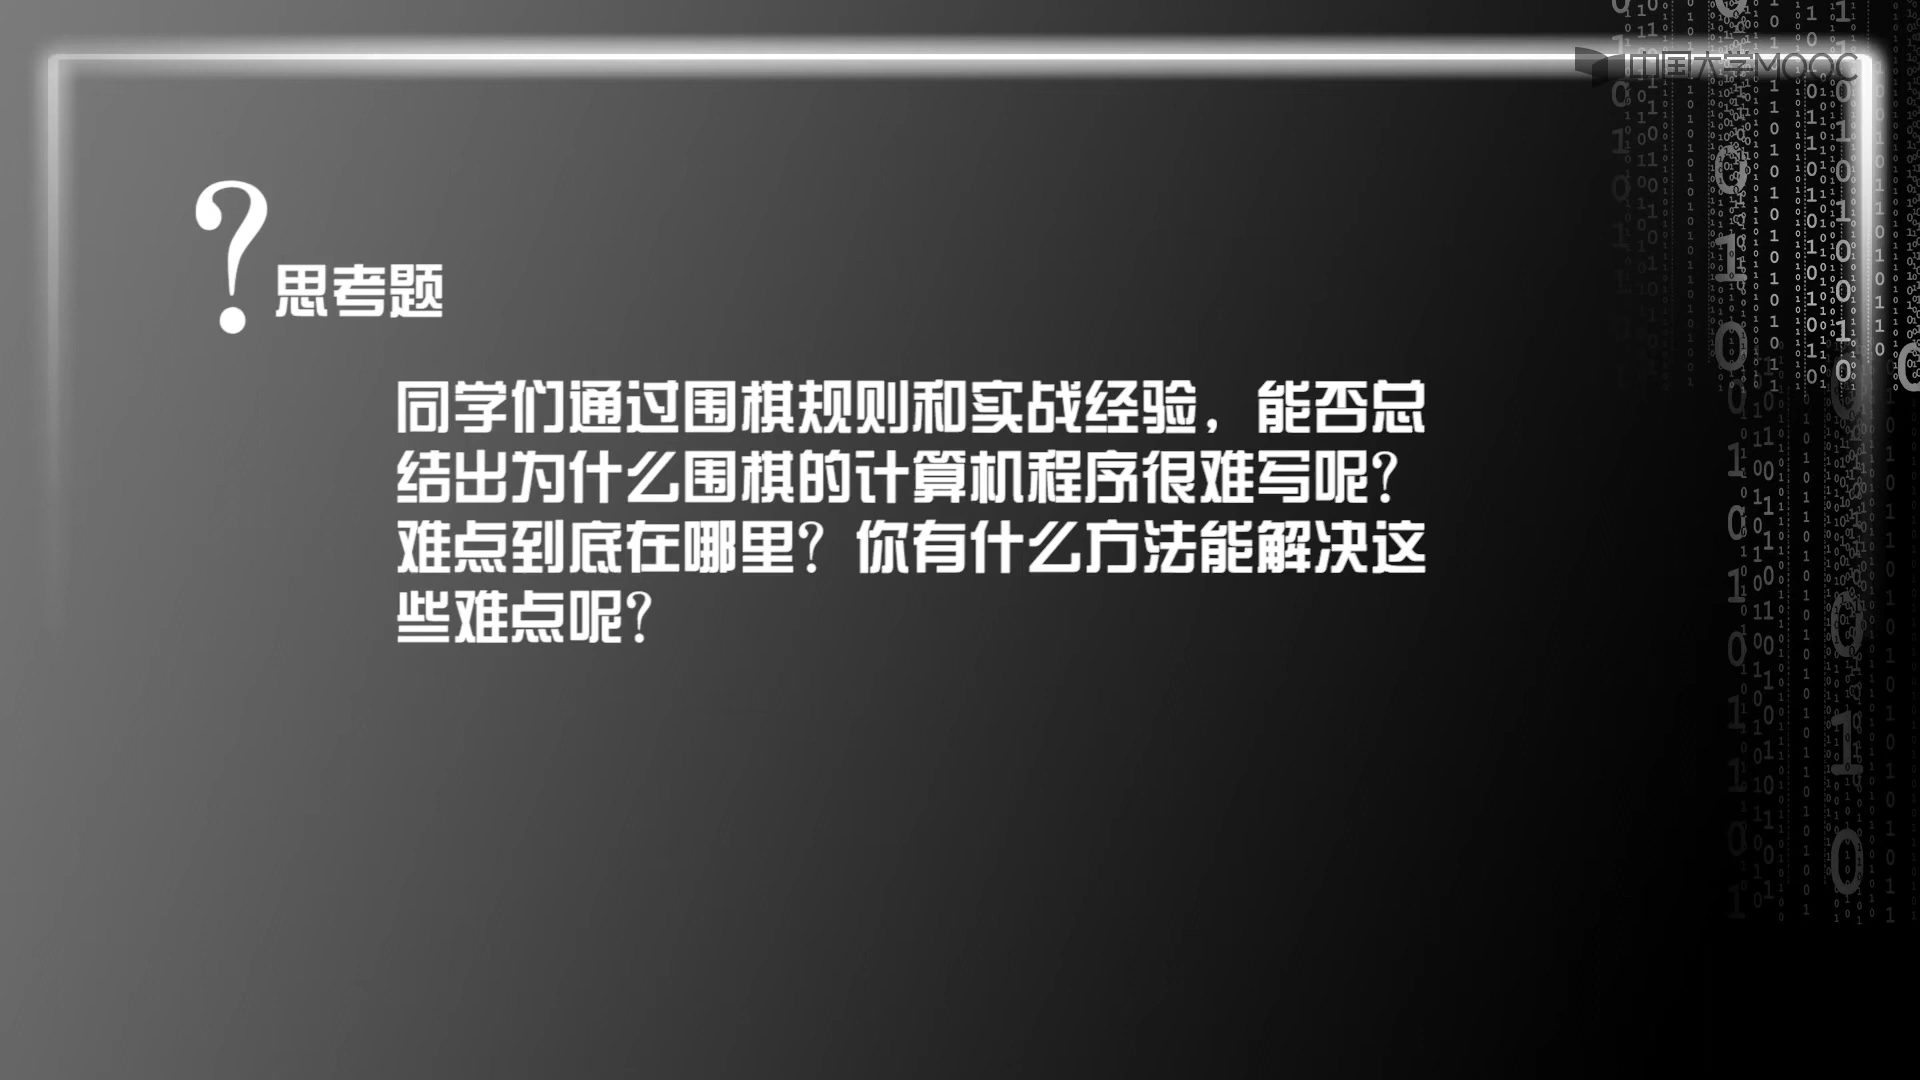 中国大学MOOC
?思考题
同学们通过围棋规则和实战经验，能否总
结出为什么围棋的计算机程序很难写呢?
难点到底在哪里? 你有什么方法能解决这
些难点呢?